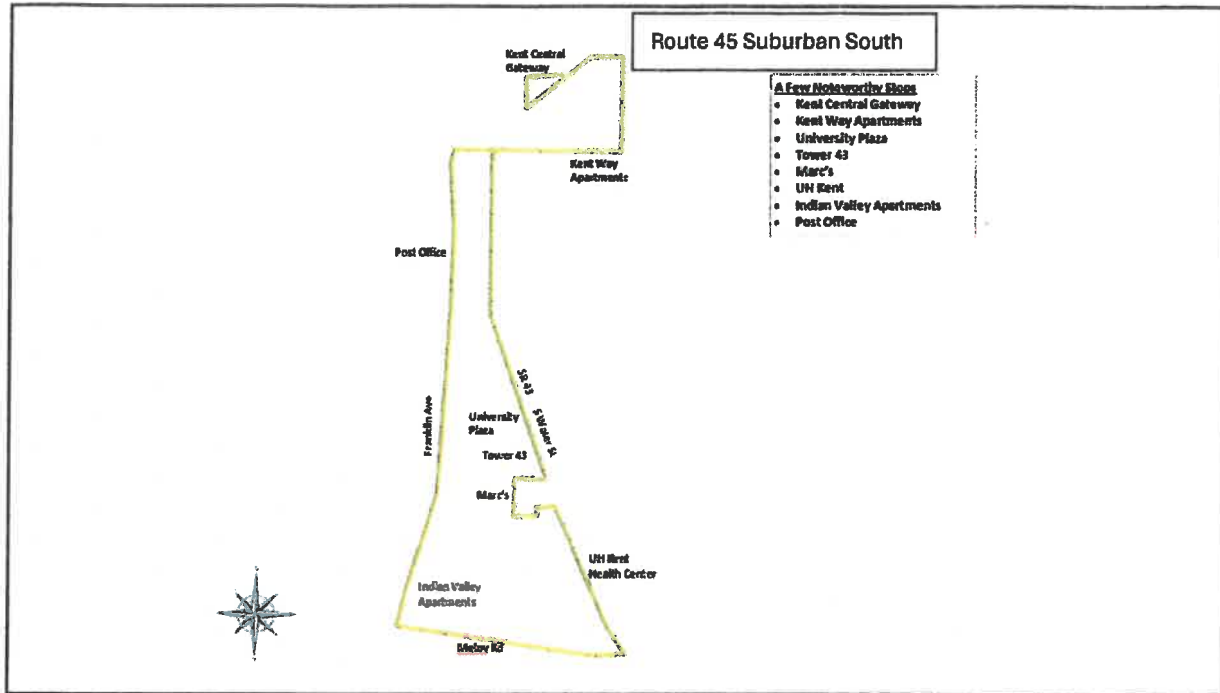 Route 45 Suburban South
Kent Central
Gateway
A Few Noteworthy Stops
• Kent Central Gateway
• Kent Way Apartments
• University Plaza
• Tower 43
• Marc's
• UH Kent
• Indian Valley Apartments
• Post Office
Kent Way
Apartments
Post Office
SR 43 S Water St.
Franklin Ave
University
Plaza
Tower 43
Marc's
UH Kent
Health Center
Indian Valley
Apartments
Meloy Rd